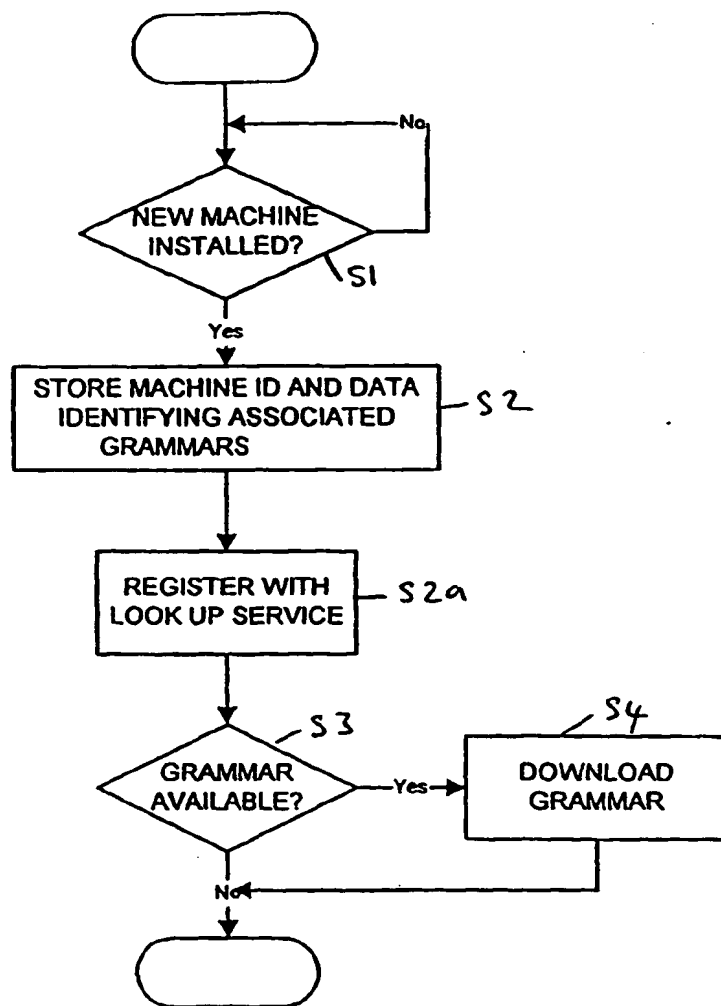 No
NEW MACHINE
INSTALLED?
S1
Yes
STORE MACHINE ID AND DATA
IDENTIFYING ASSOCIATED
GRAMMARS
S2
REGISTER WITH
LOOK UP SERVICE
S2a
S3
S4
GRAMMAR
AVAILABLE?
Yes
DOWNLOAD
GRAMMAR
No